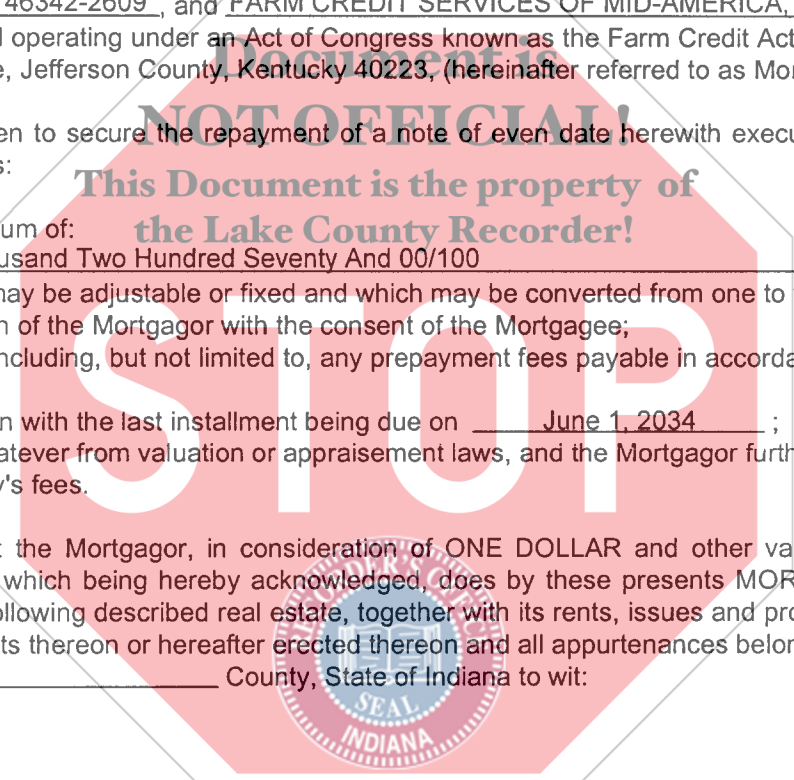 46342-2609 , and FARM CREDIT SERVICES OF MID-AMERICA,
operating under an Act of Congress known as the Farm Credit Act
e, Jefferson County, Kentucky 40223, (hereinafter referred to as Mor
Document is
en to secure the repayment of a note of even date herewith execu
NOT OFFICIAL!
s:
This Document is the property of
um of:
the Lake County Recorder!
usand Two Hundred Seventy And 00/100
may be adjustable or fixed and which may be converted from one to
n of the Mortgagor with the consent of the Mortgagee;
ncluding, but not limited to, any prepayment fees payable in accorda
STOP
n with the last installment being due on June 1, 2034 ;
atever from valuation or appraisement laws, and the Mortgagor furth
y's fees.
t the Mortgagor, in consideration of ONE DOLLAR and other va
which being hereby acknowledged, does by these presents MOR
ollowing described real estate, together with its rents, issues and pro
ts thereon or hereafter erected thereon and all appurtenances belon
County, State of Indiana to wit:
RECORDER'S OFFICE
SEAL
INDIANA